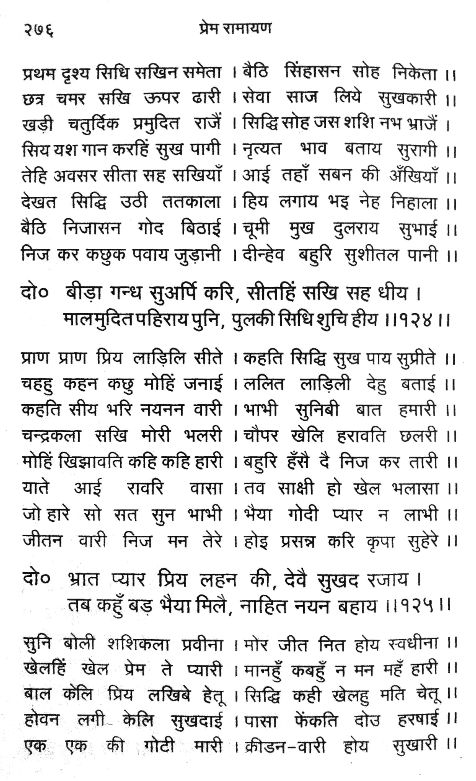 २७६
प्रेम रामायण
प्रथम दृश्य सिधि सखिन समेता । बैठि सिंहासन सोह निकेता ।।
छत्र चमर सखि ऊपर ढारी । सेवा साज लिये सुखकारी ।।
खड़ी चतुर्दिक प्रमुदित राजैं । सिद्धि सोह जस शशि नभ भ्राजैं ।
सिय यश गान करहिं सुख पागी । नृत्यत भाव बताय सुरागी ।।
तेहि अवसर सीता सह सखियाँ । आई तहाँ सबन की अँखियाँ ।।
देखत सिद्धि उठी ततकाला । हिय लगाय भइ नेह निहाला ।।
बैठि निजासन गोद बिठाई । चूमी मुख दुलराय सुभाई ।।
निज कर कछुक पवाय जुड़ानी । दीन्हेव बहुरि सुशीतल पानी ।।
दो० बीड़ा गन्ध सुअर्पि करि, सीतहिं सखि सह धीय ।
मालमुदित पहिराय पुनि, पुलकी सिधि शुचि हीय ।।१२४।।
प्राण प्राण प्रिय लाड़िलि सीते । कहति सिद्धि सुख पाय सुप्रीते ।।
चहहु कहन कछु मोहिं जनाई । ललित लाड़िली देहु बताई ।।
कहति सीय भरि नयनन वारी । भाभी सुनिबी बात हमारी ।।
चन्द्रकला सखि मोरी भलरी । चौपर खेलि हरावति छलरी ।।
मोहिं खिझावति कहि कहि हारी । बहुरि हँसै दै निज कर तारी ।।
याते आई रावरि वासा । तव साक्षी हो खेल भलासा ।।
जो हारे सो सत सुन भाभी । भैया गोदी प्यार न लाभी ।।
जीतन वारी निज मन तेरे । होइ प्रसन्न करि कृपा सुहेरे ।।
दो० भ्रात प्यार प्रिय लहन की, देवै सुखद रजाय ।
तब कहुँ बड़ भैया मिलै, नाहित नयन बहाय ।।१२५।।
सुनि बोली शशिकला प्रवीना । मोर जीत नित होय स्वधीना ।।
खेलहिं खेल प्रेम ते प्यारी । मानहुँ कबहुँ न मन महँ हारी ।।
बाल केलि प्रिय लखिबे हेतू । सिद्धि कही खेलहु मति चेतू ।।
होवन लगी केलि सुखदाई । पासा फेंकति दोउ हरषाई ।।
एक एक की गोटी मारी । क्रीडन-वारी होय सुखारी ।।